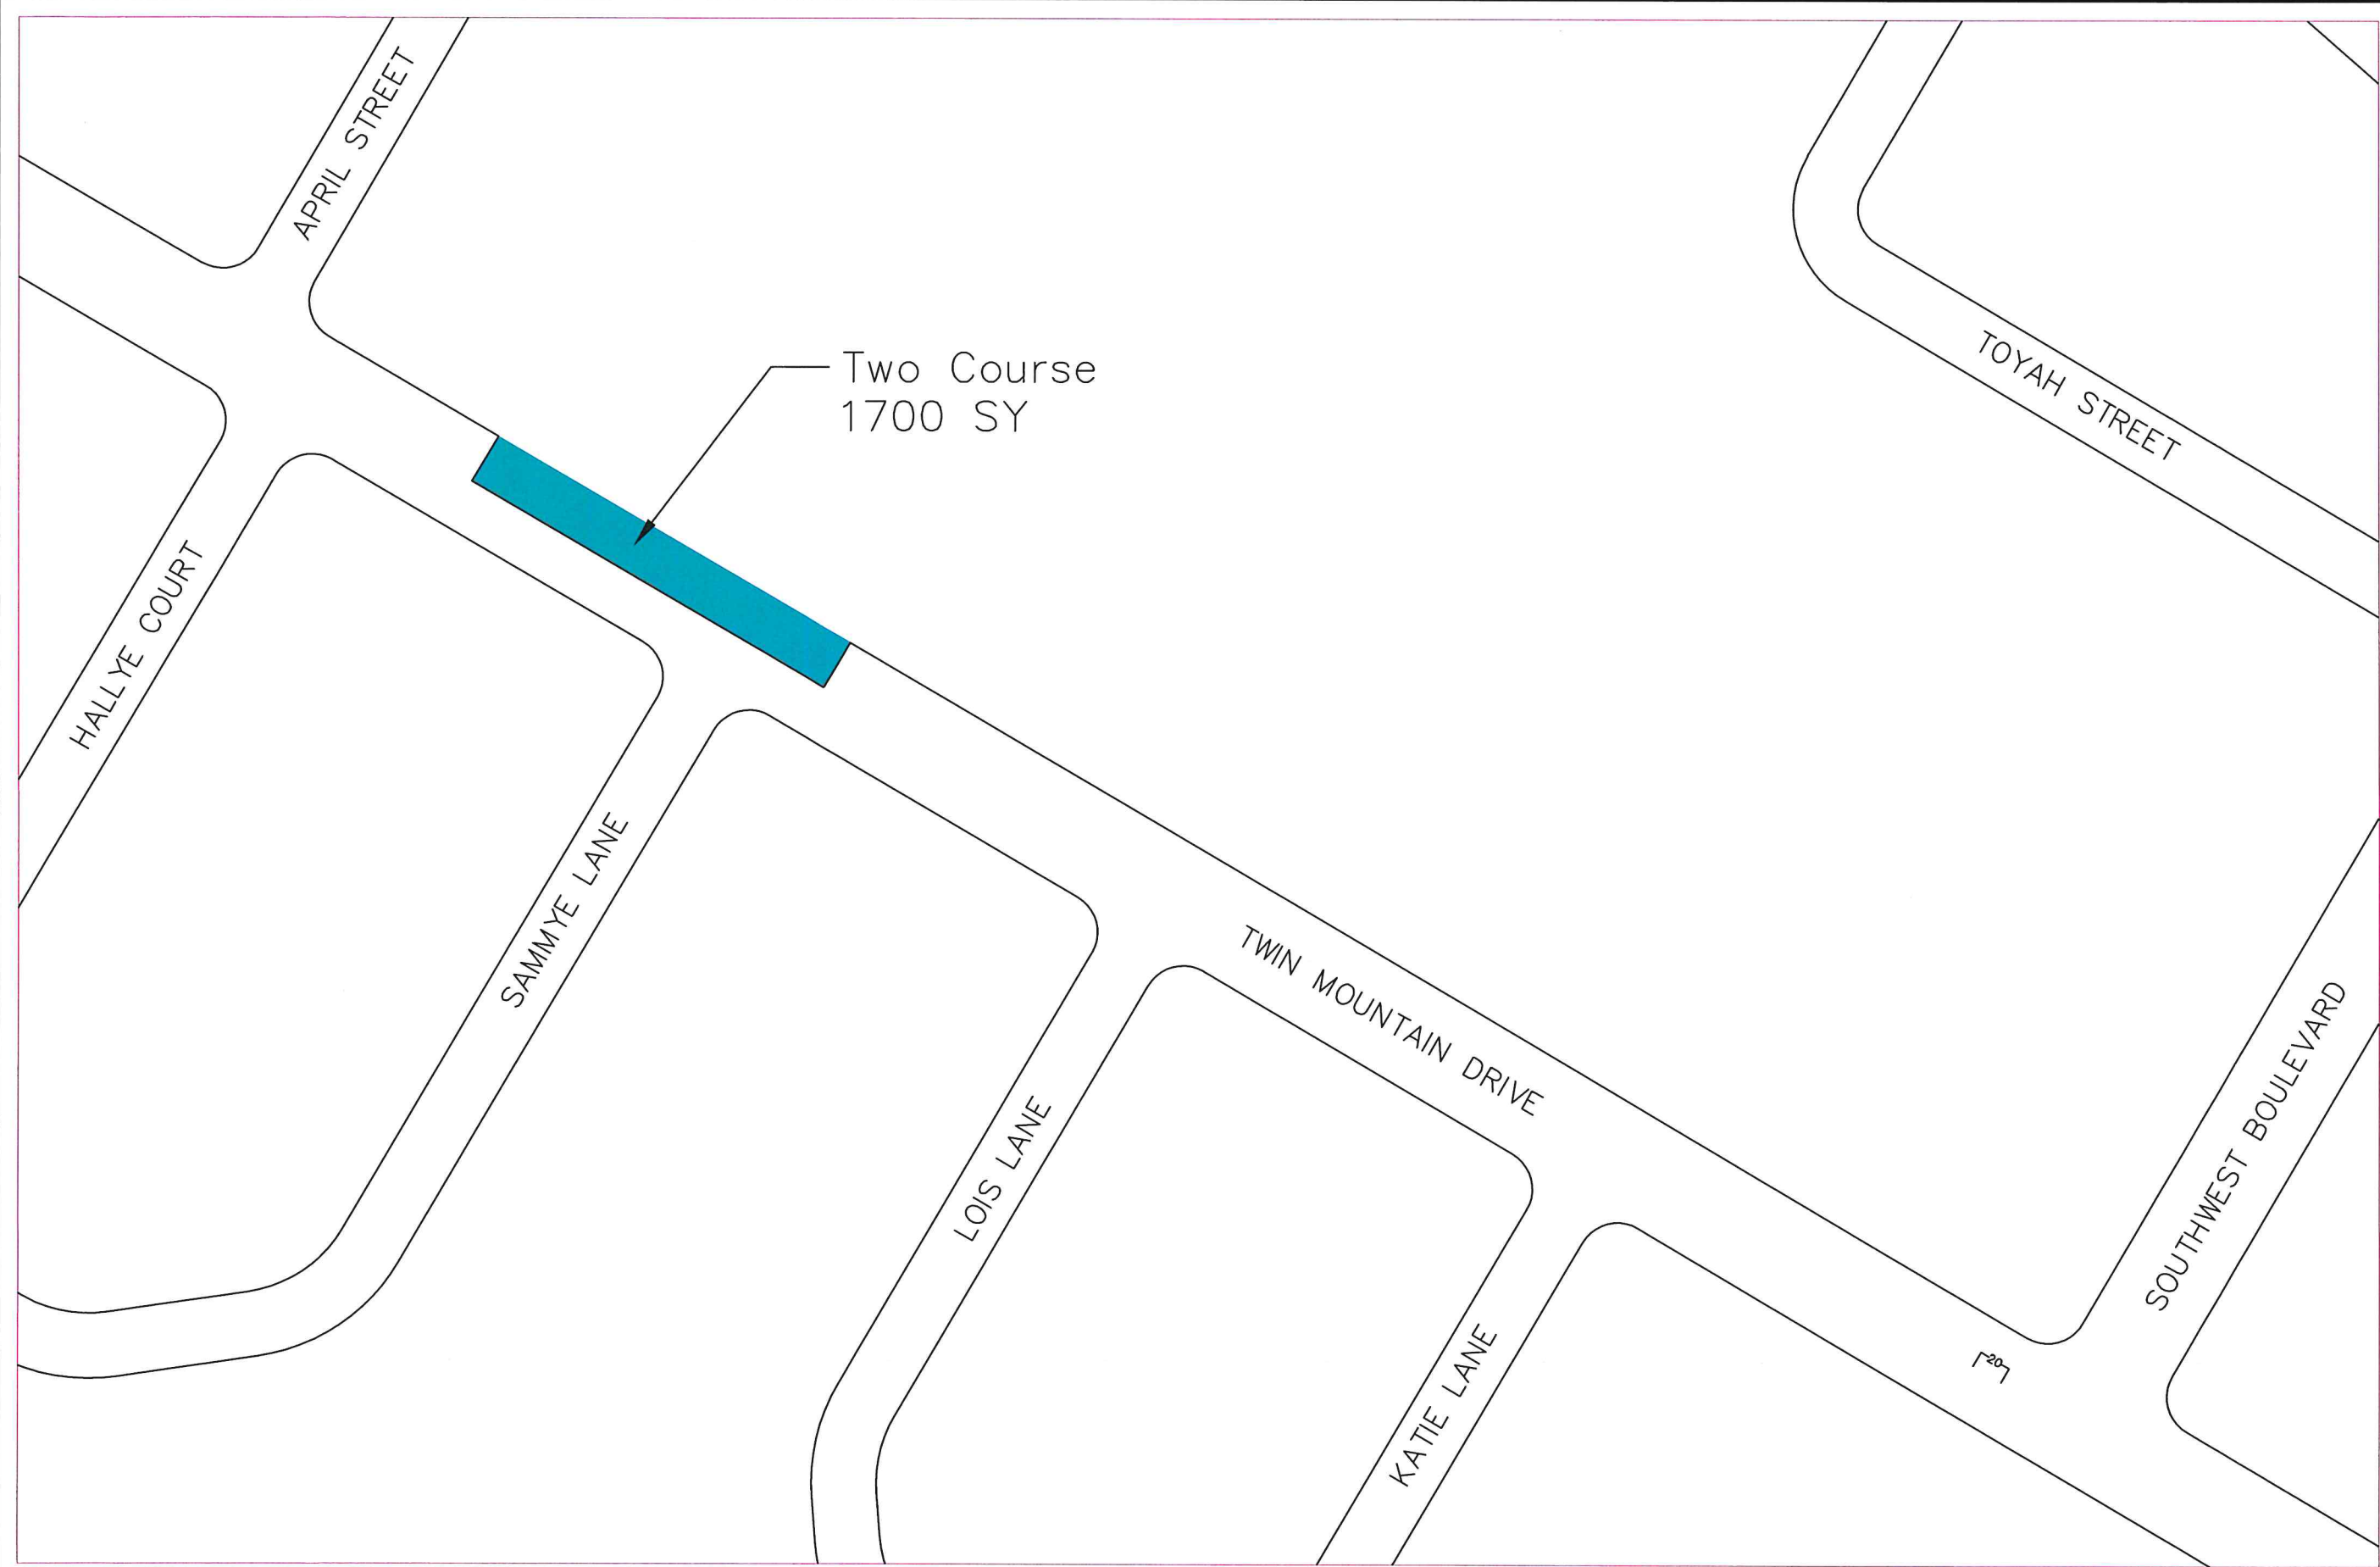 APRIL STREET
Two Course
1700 SY
TOYAH STREET
HALLYE COURT
SAMMYE LANE
TWIN MOUNTAIN DRIVE
LOIS LANE
SOUTHWEST BOULEVARD
KATIE LANE
20